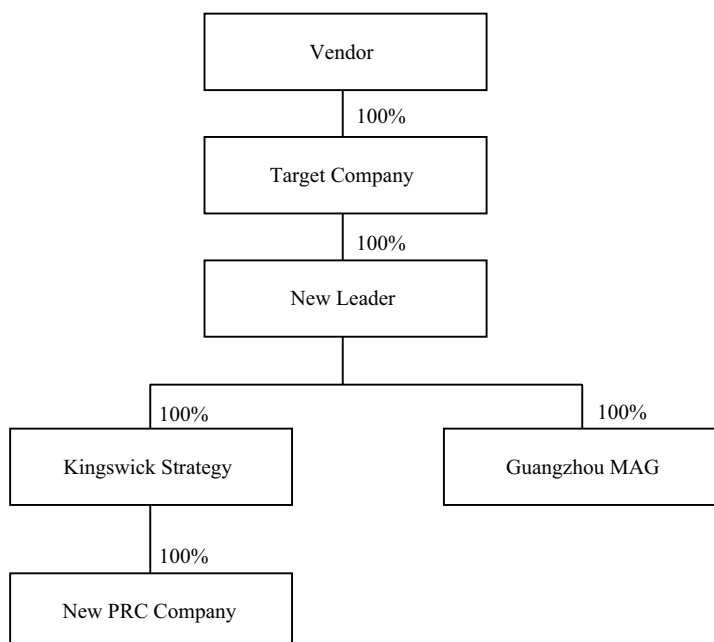 Vendor
100%
Target Company
100%
New Leader
100%
100%
Kingswick Strategy
Guangzhou MAG
100%
New PRC Company